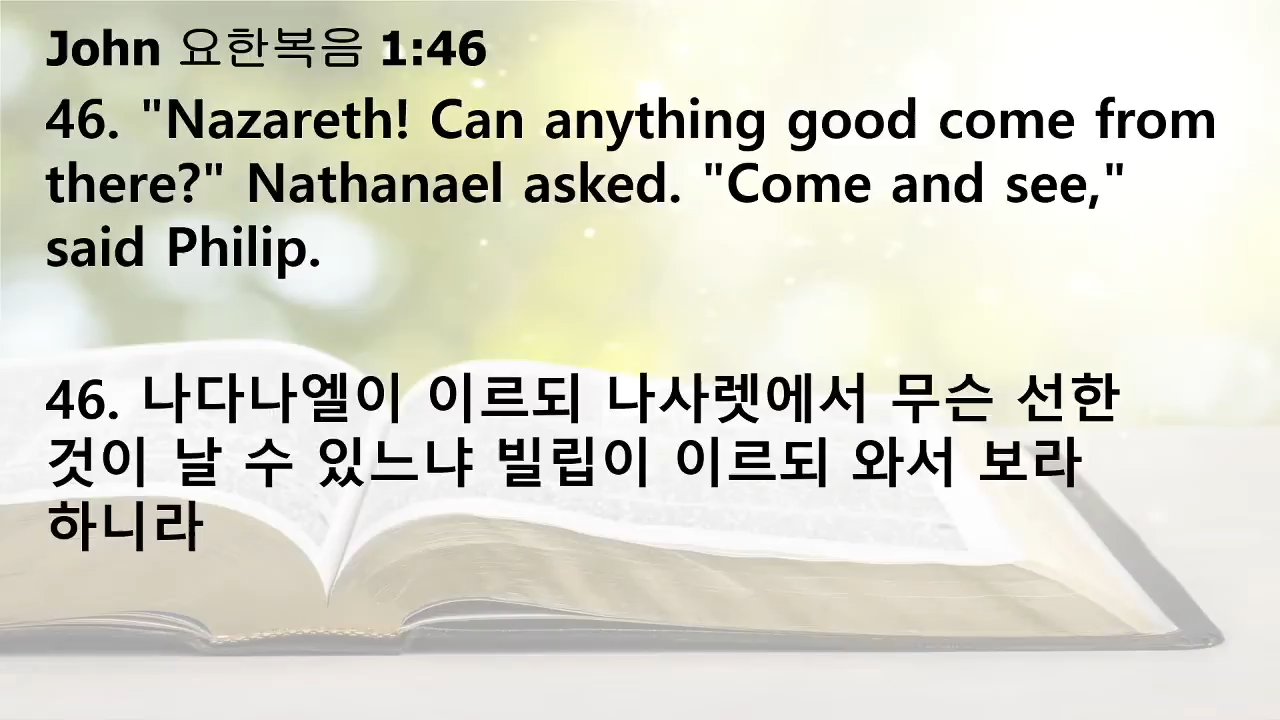 John 요한복음 1:46
46. "Nazareth! Can anything good come from
there?" Nathanael asked. "Come and see,"
said Philip.
46. 나다나엘이 이르되 나사렛에서 무슨 선한
것이 날 수 있느냐 빌립이 이르되 와서 보라
하니라